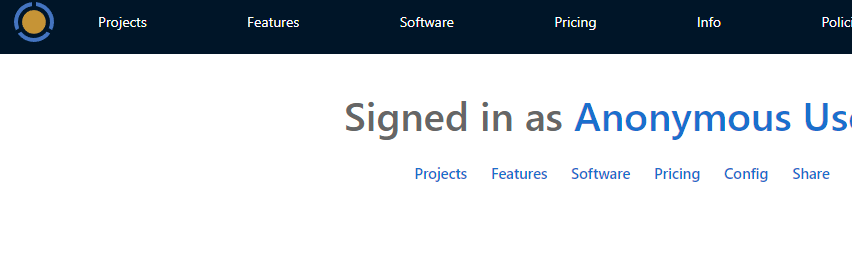 Projects Features Software Pricing Info
Signed in as Anonymous
Projects Features Software Pricing Config Share